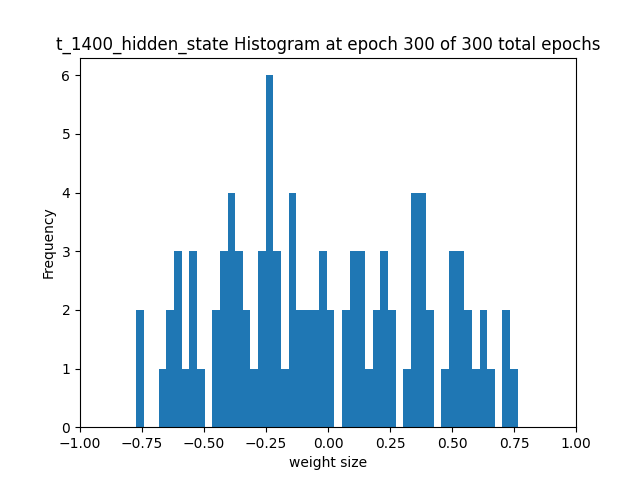 t_1400_hidden_state Histogram at epoch 300 of 300 total epochs
6
5
4
3
2
1
0
Frequency
−1.00 −0.75 −0.50 −0.25 0.00 0.25 0.50 0.75 1.00
weight size